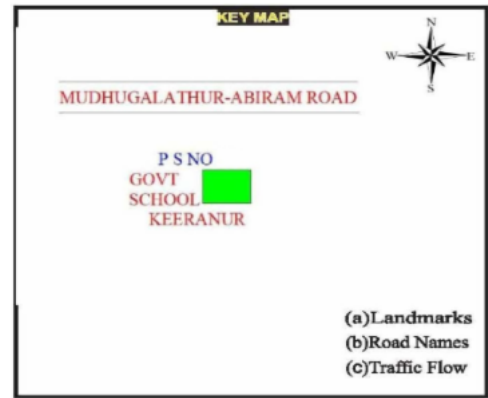 KEY MAP
N
W E
S
MUDHUGALATHUR-ABIRAM ROAD
P S NO
GOVT
SCHOOL
KEERANUR
(a)Landmarks
(b)Road Names
(c)Traffic Flow